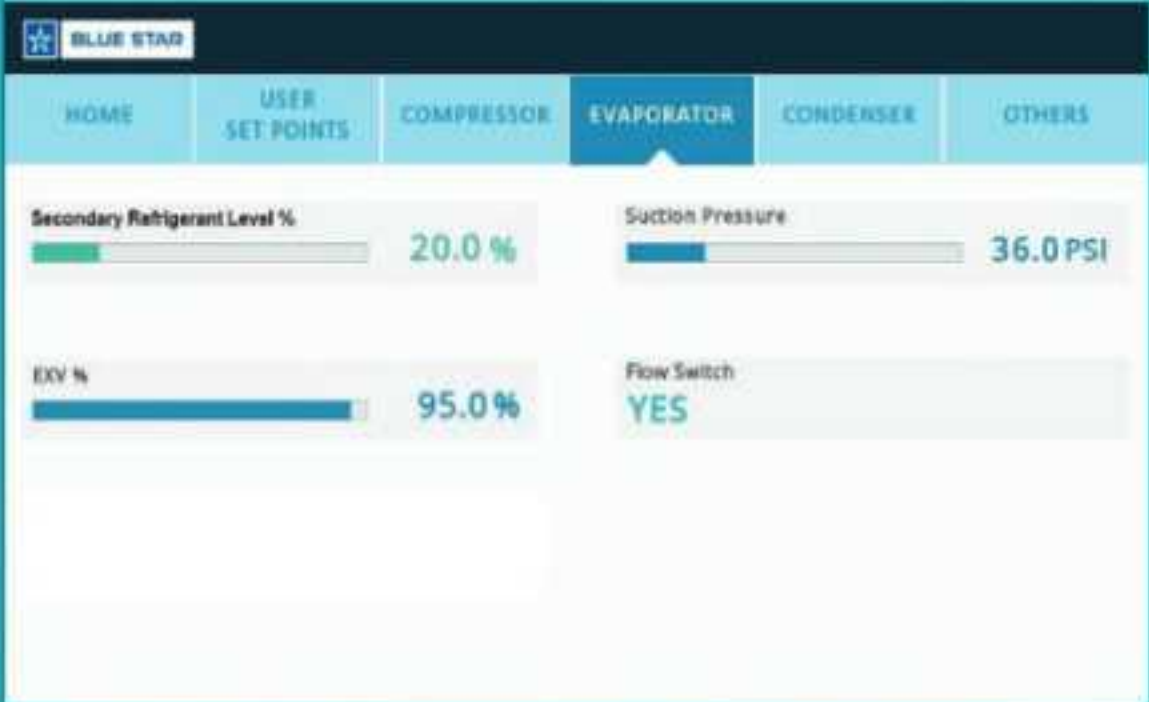 BLUE STAR
HOME
USER
SET POINTS
COMPRESSOR
EVAPORATOR
CONDENSER
OTHERS
Secondary Refrigerant Level %
20.0 %
Suction Pressure
36.0 PSI
EXV %
95.0 %
Flow Switch
YES